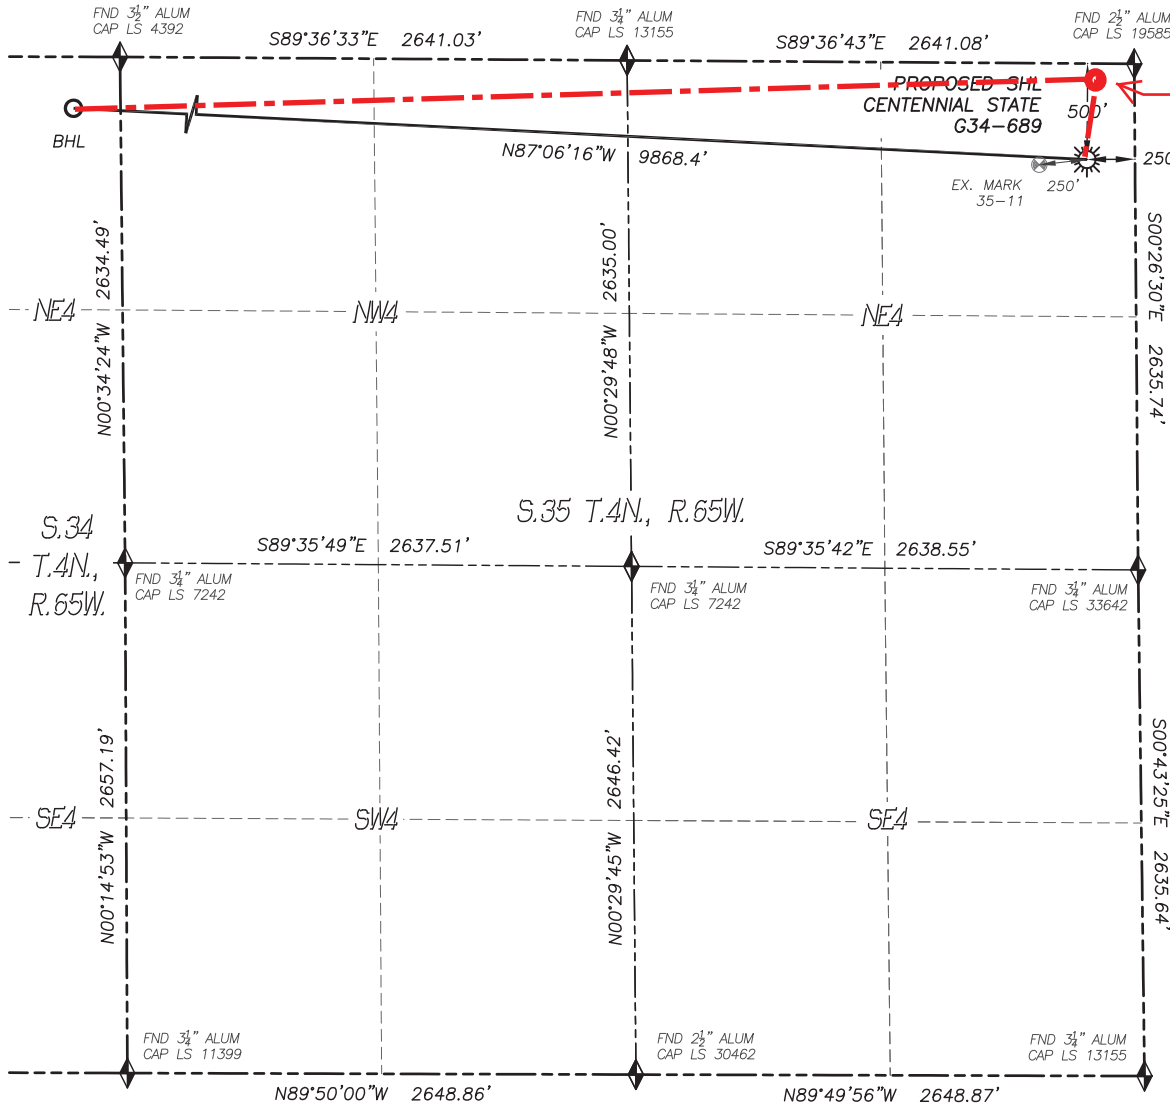 FND 3½" ALUM
CAP LS 4392
FND 3¼" ALUM
CAP LS 13155
FND 2½" ALUM
CAP LS 19585
S89°36'33"E 2641.03'
S89°36'43"E 2641.08'
PROPOSED SHL
CENTENNIAL STATE
G34-689
500'
BHL
N87°06'16"W 9868.4'
250
EX. MARK
35-11
250'
N00°34'24"W 2634.49'
N00°29'48"W 2635.00'
S00°26'30"E 2635.74'
NE4
NW4
NE4
S.34
T.4N.,
R.65W.
S.35 T.4N., R.65W.
S89°35'49"E 2637.51'
S89°35'42"E 2638.55'
FND 3¼" ALUM
CAP LS 7242
FND 3¼" ALUM
CAP LS 7242
FND 3¼" ALUM
CAP LS 33642
N00°14'53"W 2657.19'
N00°29'45"W 2646.42'
S00°43'25"E 2635.64'
SE4
SW4
SE4
FND 3¼" ALUM
CAP LS 11399
FND 2½" ALUM
CAP LS 30462
FND 3¼" ALUM
CAP LS 13155
N89°50'00"W 2648.86'
N89°49'56"W 2648.87'